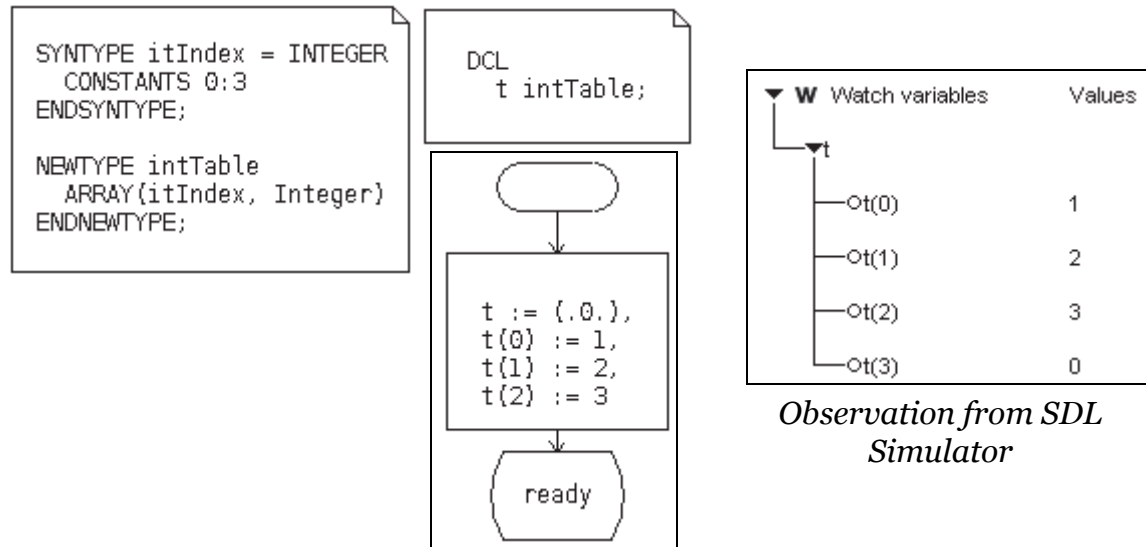 SYNTYPE itIndex = INTEGER
CONSTANTS 0:3
ENDSYNTYPE;
NEWTYPE intTable
ARRAY(itIndex, Integer)
ENDNEWTYPE;
DCL
t intTable;
t := (.0.),
t(0) := 1,
t(1) := 2,
t(2) := 3
ready
W Watch variables Values
t
t(0) 1
t(1) 2
t(2) 3
t(3) 0
Observation from SDL
Simulator